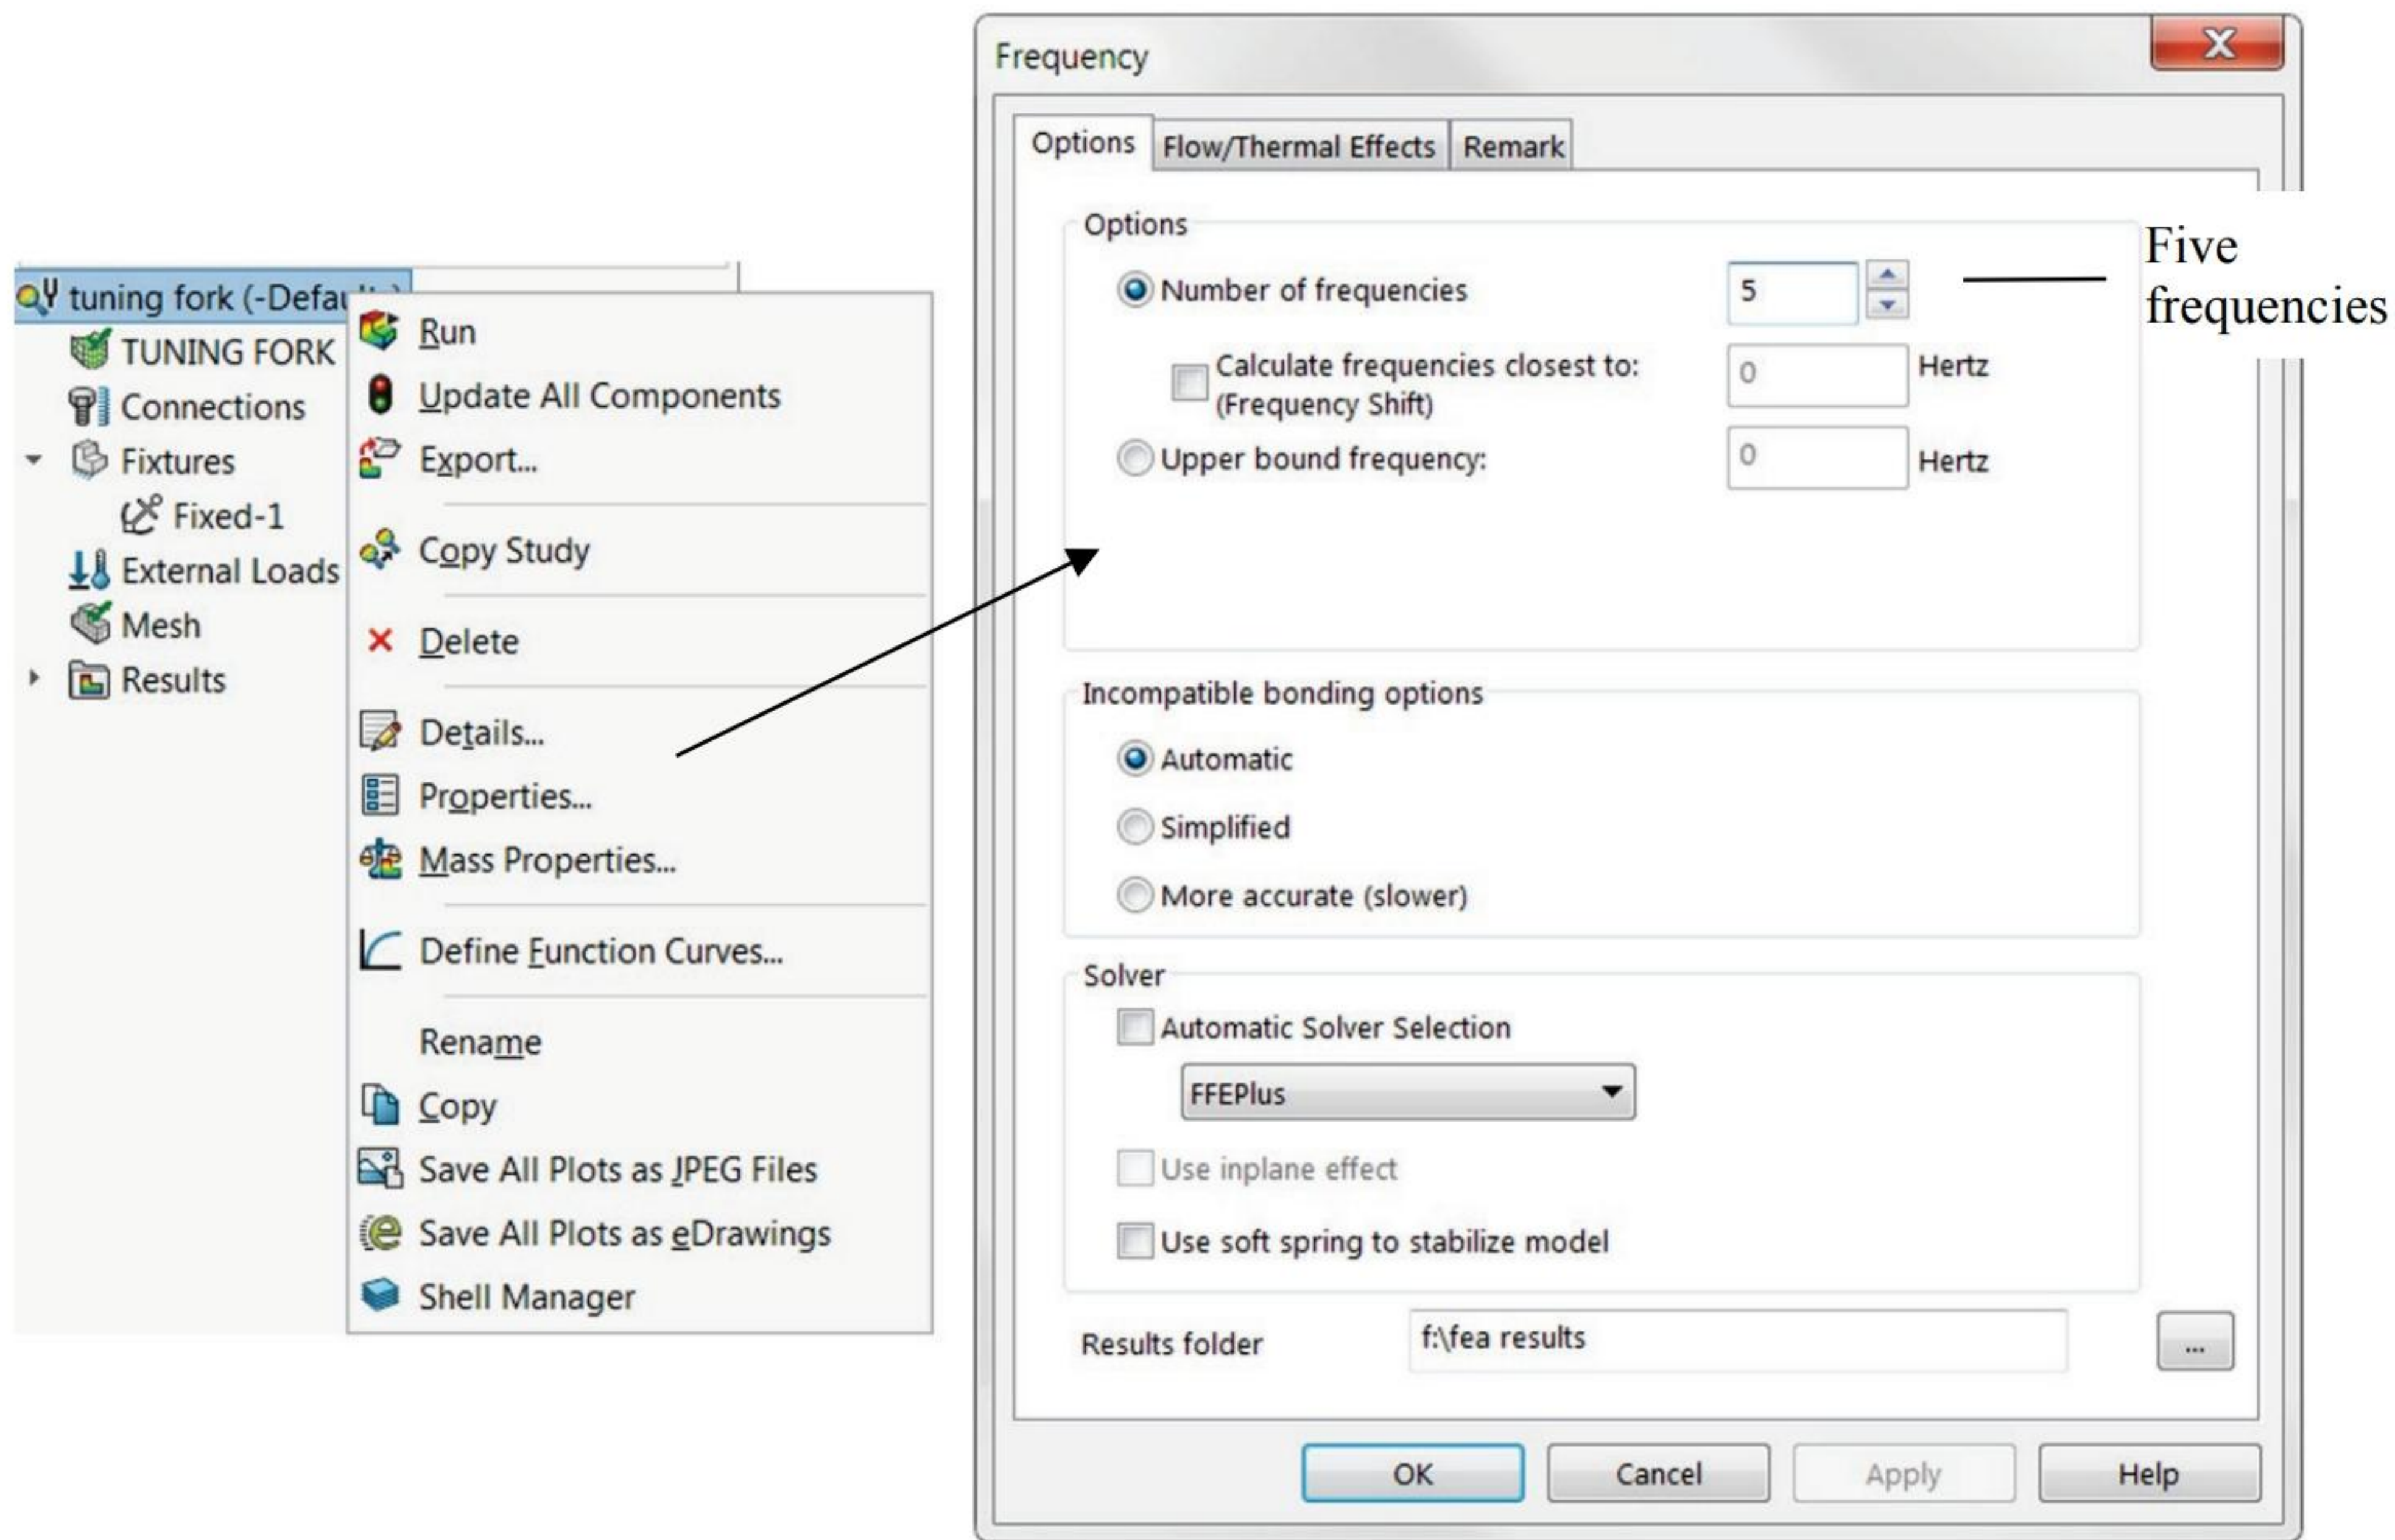 tuning fork (-Defau
TUNING FORK
Connections
Fixtures
Fixed-1
External Loads
Mesh
Results
Run
Update All Components
Export...
Copy Study
Delete
Details...
Properties...
Mass Properties...
Define Function Curves...
Rename
Copy
Save All Plots as JPEG Files
Save All Plots as eDrawings
Shell Manager
Frequency
Options Flow/Thermal Effects Remark
Options
Number of frequencies 5
Calculate frequencies closest to: 0 Hertz
(Frequency Shift)
Upper bound frequency: 0 Hertz
Incompatible bonding options
Automatic
Simplified
More accurate (slower)
Solver
Automatic Solver Selection
FFEPlus
Use inplane effect
Use soft spring to stabilize model
Results folder f:\fea results ...
OK Cancel Apply Help
Five
frequencies